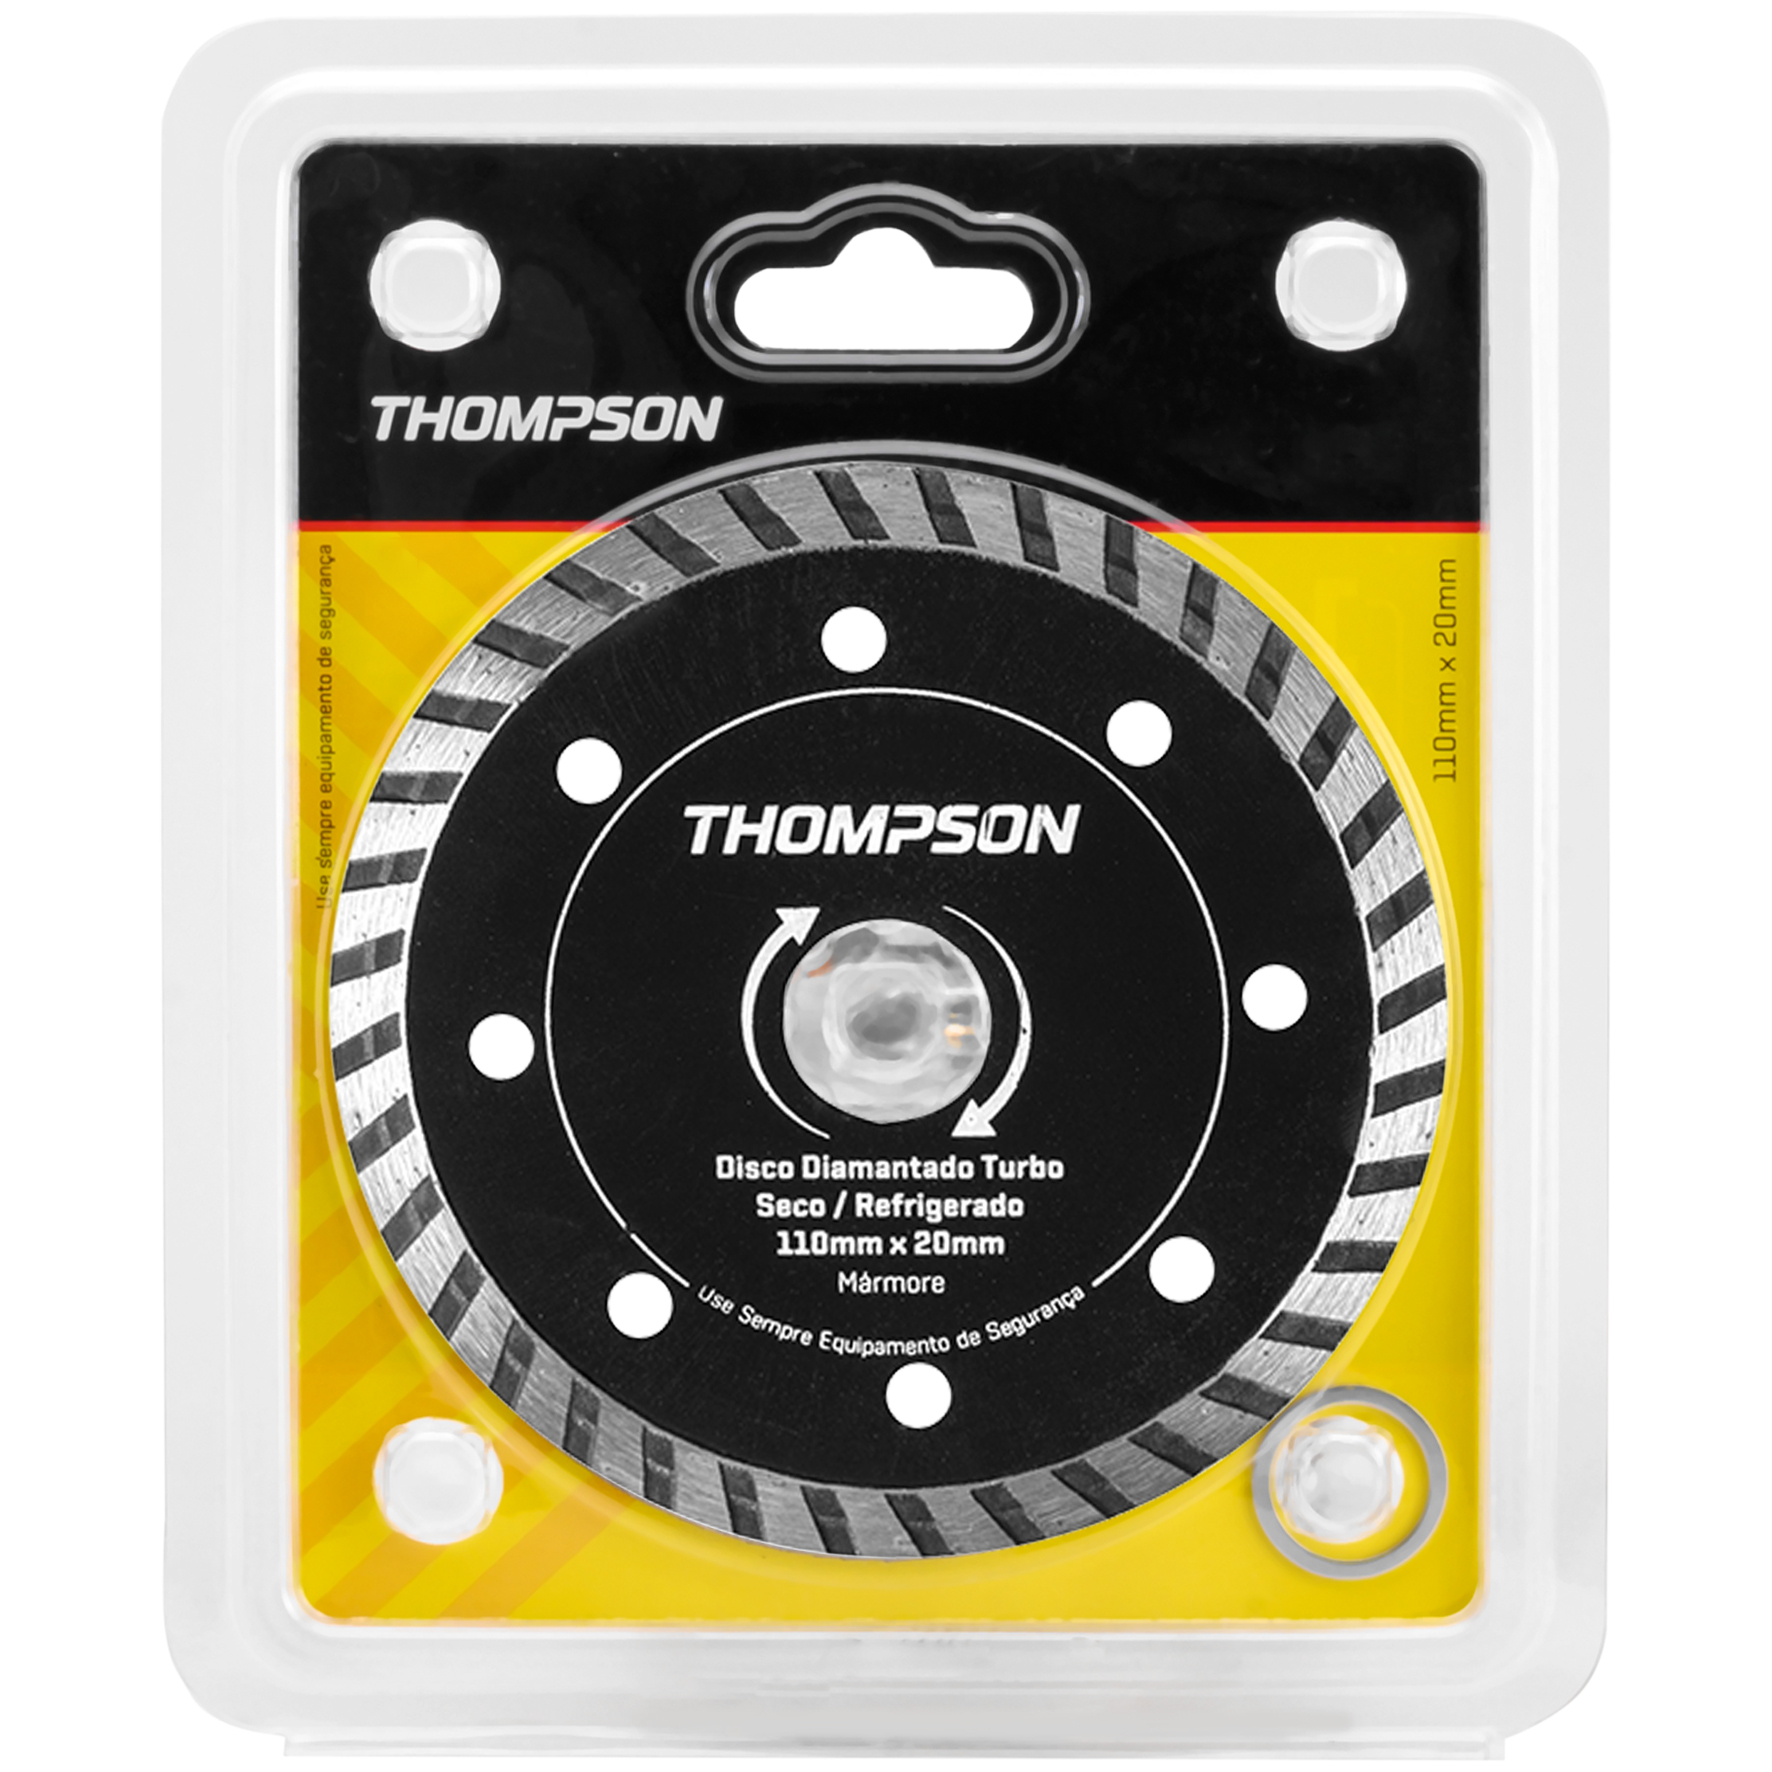 THOMPSON
Use sempre equipamento de segurança
110mm x 20mm
THOMPSON
Disco Diamantado Turbo
Seco / Refrigerado
110mm x 20mm
Mármore
Use Sempre Equipamento de Segurança